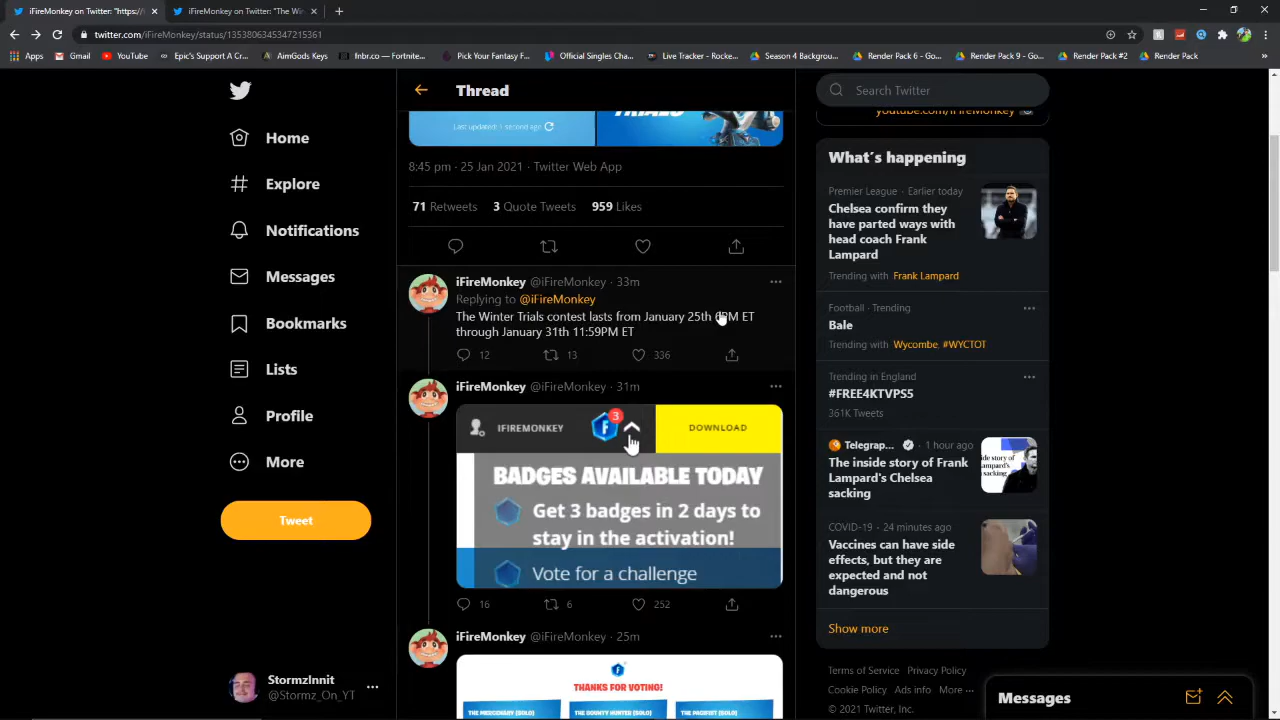 iFireMonkey on Twitter: "https://
iFireMonkey on Twitter: "The Win
twitter.com/iFireMonkey/status/1353806345347215361
Apps
Gmail
YouTube
Epic's Support A Cr...
AimGods Keys
fnbr.co — Fortnite...
Pick Your Fantasy F...
Official Singles Cha...
Live Tracker - Rocke...
Season 4 Backgrou...
Render Pack 6 - Go...
Render Pack 9 - Go...
Render Pack #2
Render Pack
Home
Explore
Notifications
Messages
Bookmarks
Lists
Profile
More
Tweet
StormzInnit
@Stormz_On_YT
Thread
Last updated: 1 second ago
TRIALS
8:45 pm · 25 Jan 2021 · Twitter Web App
71 Retweets 3 Quote Tweets 959 Likes
iFireMonkey @iFireMonkey · 33m
Replying to @iFireMonkey
The Winter Trials contest lasts from January 25th 6PM ET
through January 31th 11:59PM ET
12 13 336
iFireMonkey @iFireMonkey · 31m
IFIREMONKEY
3
DOWNLOAD
BADGES AVAILABLE TODAY
Get 3 badges in 2 days to
stay in the activation!
Vote for a challenge
16 6 252
iFireMonkey @iFireMonkey · 25m
THANKS FOR VOTING!
THE MERCENARY (SOLO)
THE BOUNTY HUNTER (SOLO)
THE PACIFIST (SOLO)
Search Twitter
youtube.com/iFireMonkey
What's happening
Premier League · Earlier today
Chelsea confirm they
have parted ways with
head coach Frank
Lampard
Trending with Frank Lampard
Football · Trending
Bale
Trending with Wycombe, #WYCTOT
Trending in England
#FREE4KTVPS5
361K Tweets
Telegrap... · 1 hour ago
The inside story of Frank
Lampard's Chelsea
sacking
COVID-19 · 24 minutes ago
Vaccines can have side
effects, but they are
expected and not
dangerous
Show more
Terms of Service Privacy Policy
Cookie Policy Ads info More
© 2021 Twitter, Inc.
Messages